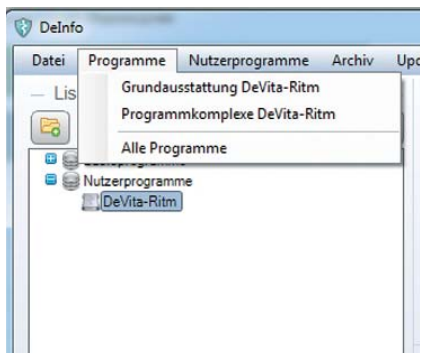 DeInfo
Datei Programme Nutzerprogramme Archiv
Grundausstattung DeVita-Ritm
Programmkomplexe DeVita-Ritm
Alle Programme
Nutzerprogramme
DeVita-Ritm